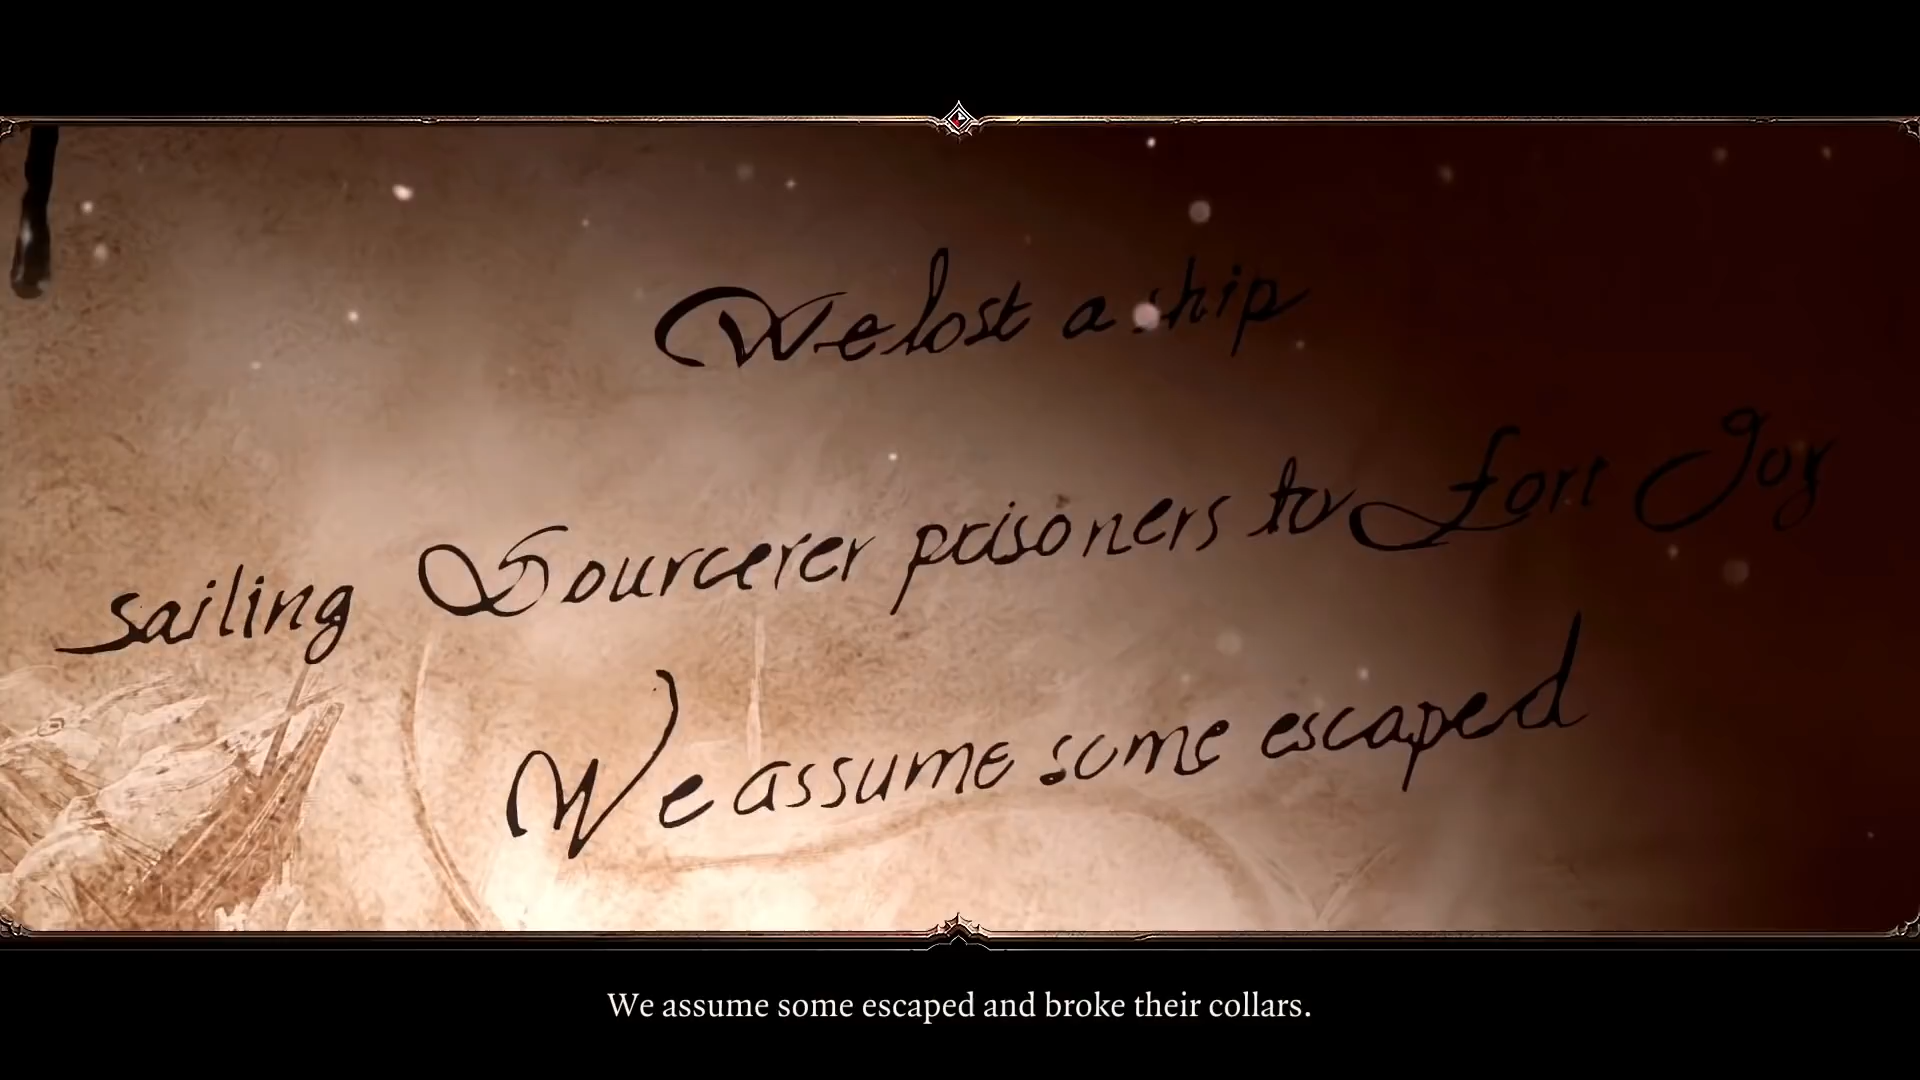 We lost a ship
sailing Sourcerer prisoners to Fort Joy
We assume some escaped
We assume some escaped and broke their collars.